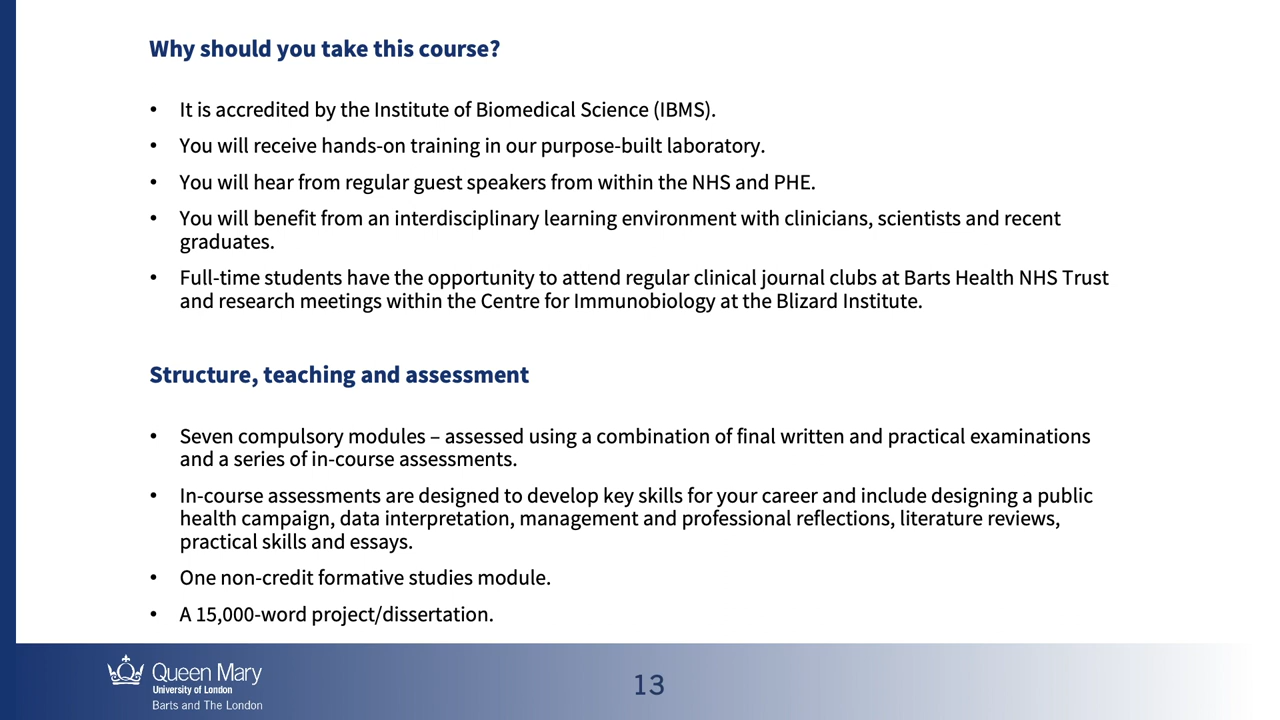 Why should you take this course?
• It is accredited by the Institute of Biomedical Science (IBMS).
• You will receive hands-on training in our purpose-built laboratory.
• You will hear from regular guest speakers from within the NHS and PHE.
• You will benefit from an interdisciplinary learning environment with clinicians, scientists and recent
graduates.
• Full-time students have the opportunity to attend regular clinical journal clubs at Barts Health NHS Trust
and research meetings within the Centre for Immunobiology at the Blizard Institute.
Structure, teaching and assessment
• Seven compulsory modules – assessed using a combination of final written and practical examinations
and a series of in-course assessments.
• In-course assessments are designed to develop key skills for your career and include designing a public
health campaign, data interpretation, management and professional reflections, literature reviews,
practical skills and essays.
• One non-credit formative studies module.
• A 15,000-word project/dissertation.
Queen Mary
University of London
Barts and The London
13